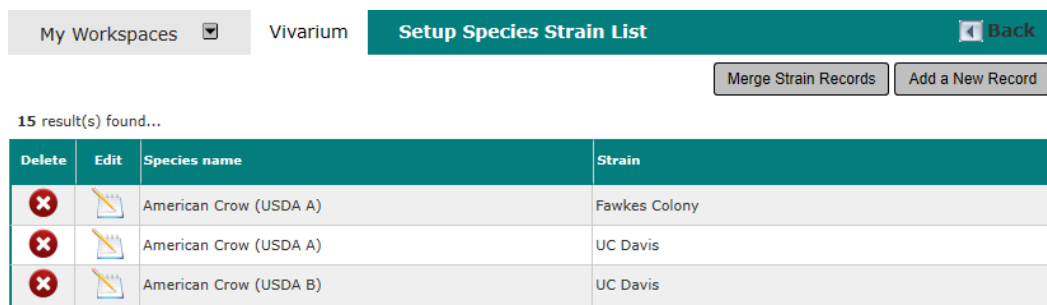 My Workspaces Vivarium Setup Species Strain List Back
Merge Strain Records Add a New Record
15 result(s) found...
Delete Edit Species name Strain
American Crow (USDA A) Fawkes Colony
American Crow (USDA A) UC Davis
American Crow (USDA B) UC Davis